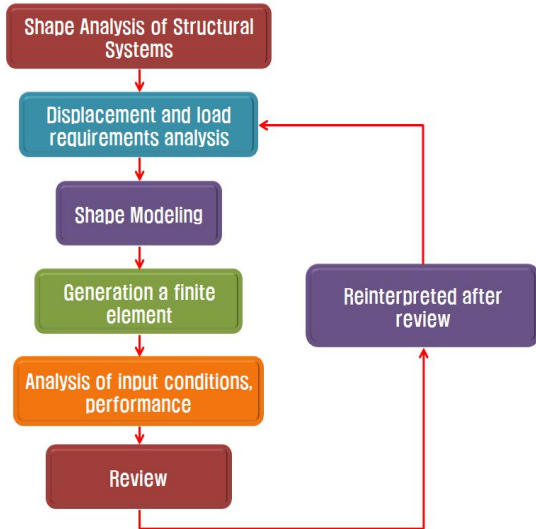 Shape Analysis of Structural
Systems
Displacement and load
requirements analysis
Shape Modeling
Generation a finite
element
Reinterpreted after
review
Analysis of input conditions,
performance
Review